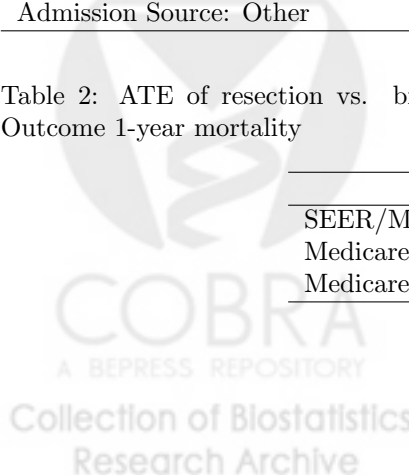 Admission Source: Other
Table 2: ATE of resection vs.
Outcome 1-year mortality
SEER/M
Medicare
Medicare
COBRA
A BEPRESS REPOSITORY
Collection of Biostatistics
Research Archive